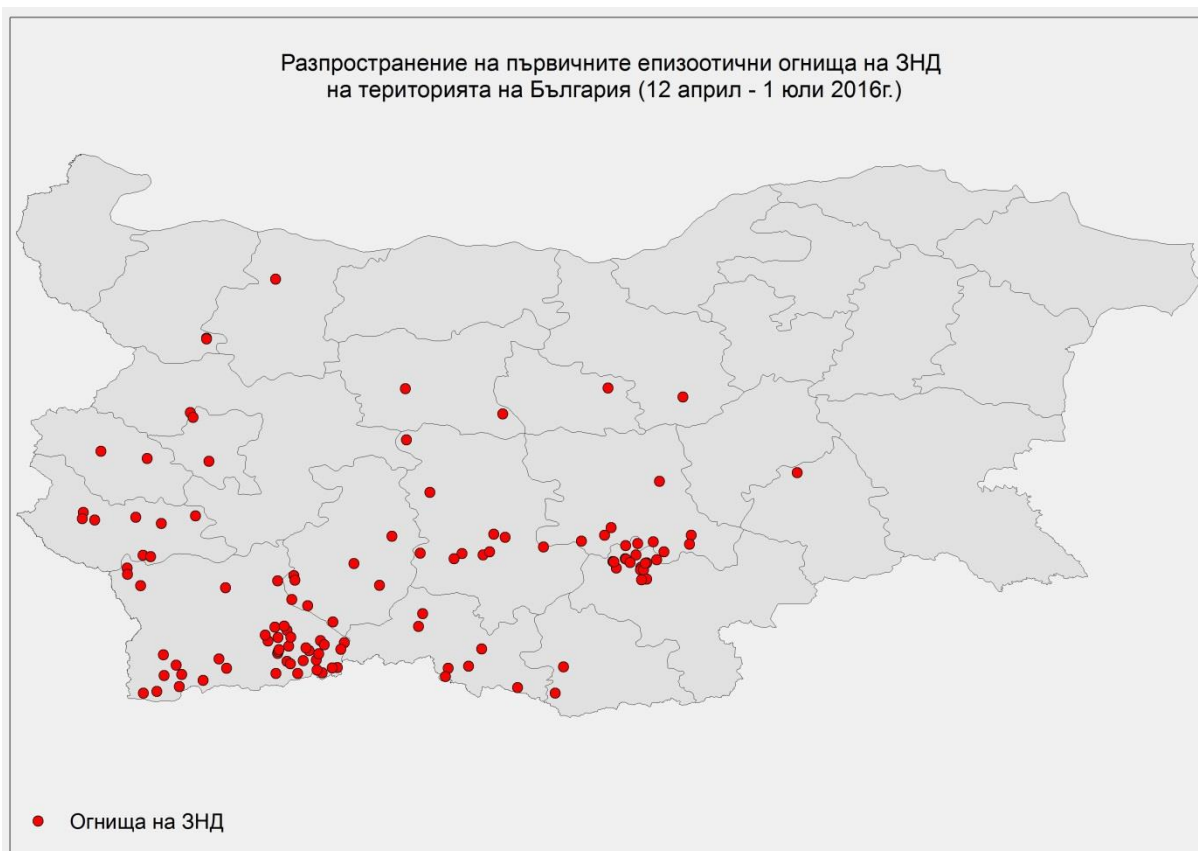 Разпространение на първичните епизоотични огнища на ЗНД
на територията на България (12 април - 1 юли 2016г.)
Огнища на ЗНД